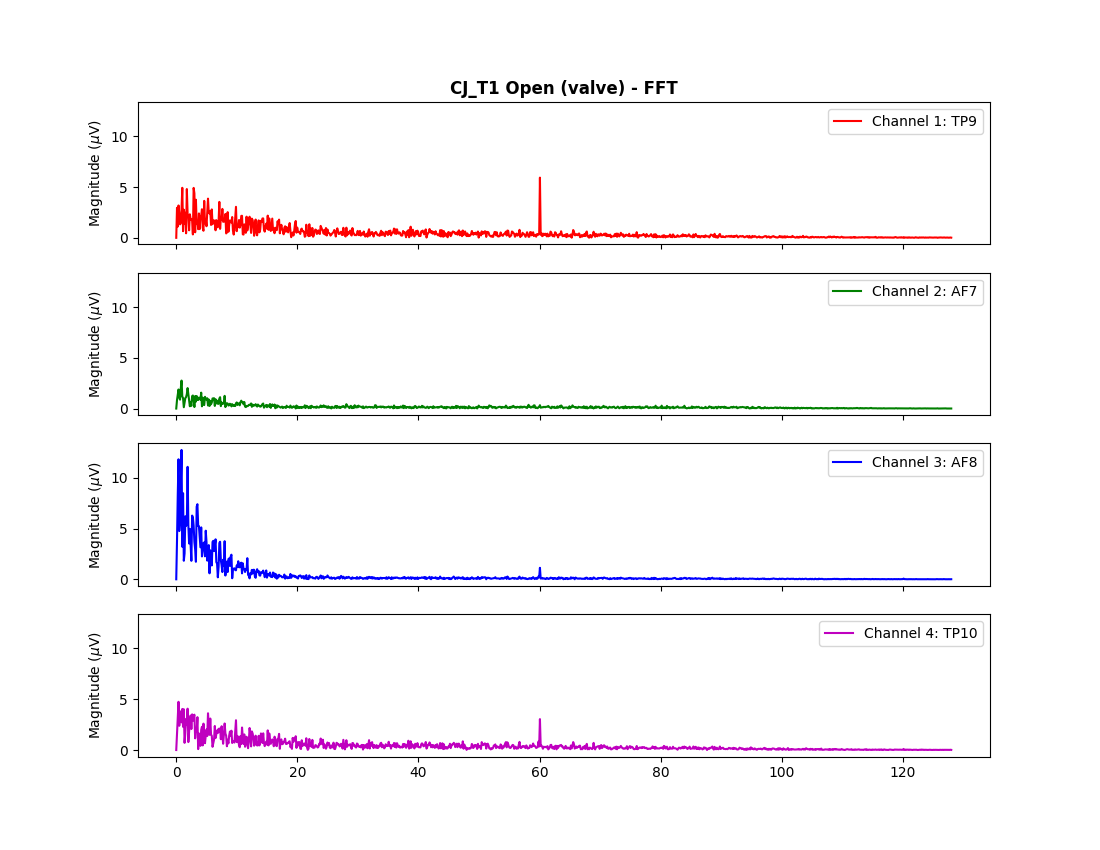 CJ_T1 Open (valve) - FFT
Magnitude (μV)
10
5
0
Channel 1: TP9
Magnitude (μV)
10
5
0
Channel 2: AF7
Magnitude (μV)
10
5
0
Channel 3: AF8
Magnitude (μV)
10
5
0
Channel 4: TP10
0 20 40 60 80 100 120